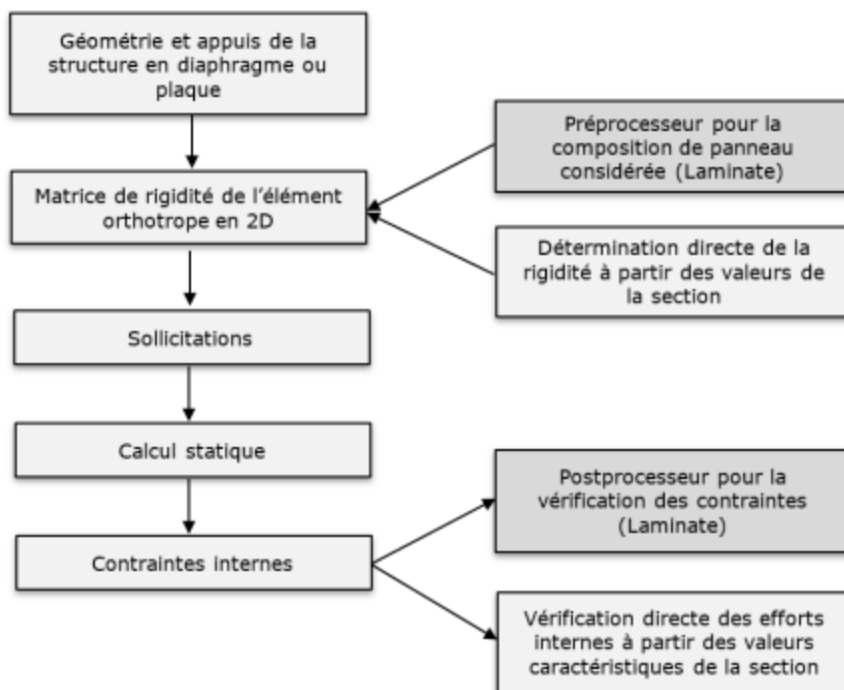 Géométrie et appuis de la
structure en diaphragme ou
plaque
Préprocesseur pour la
composition de panneau
considérée (Laminate)
Matrice de rigidité de l'élément
orthotrope en 2D
Détermination directe de la
rigidité à partir des valeurs de
la section
Sollicitations
Calcul statique
Postprocesseur pour la
vérification des contraintes
(Laminate)
Contraintes internes
Vérification directe des efforts
internes à partir des valeurs
caractéristiques de la section